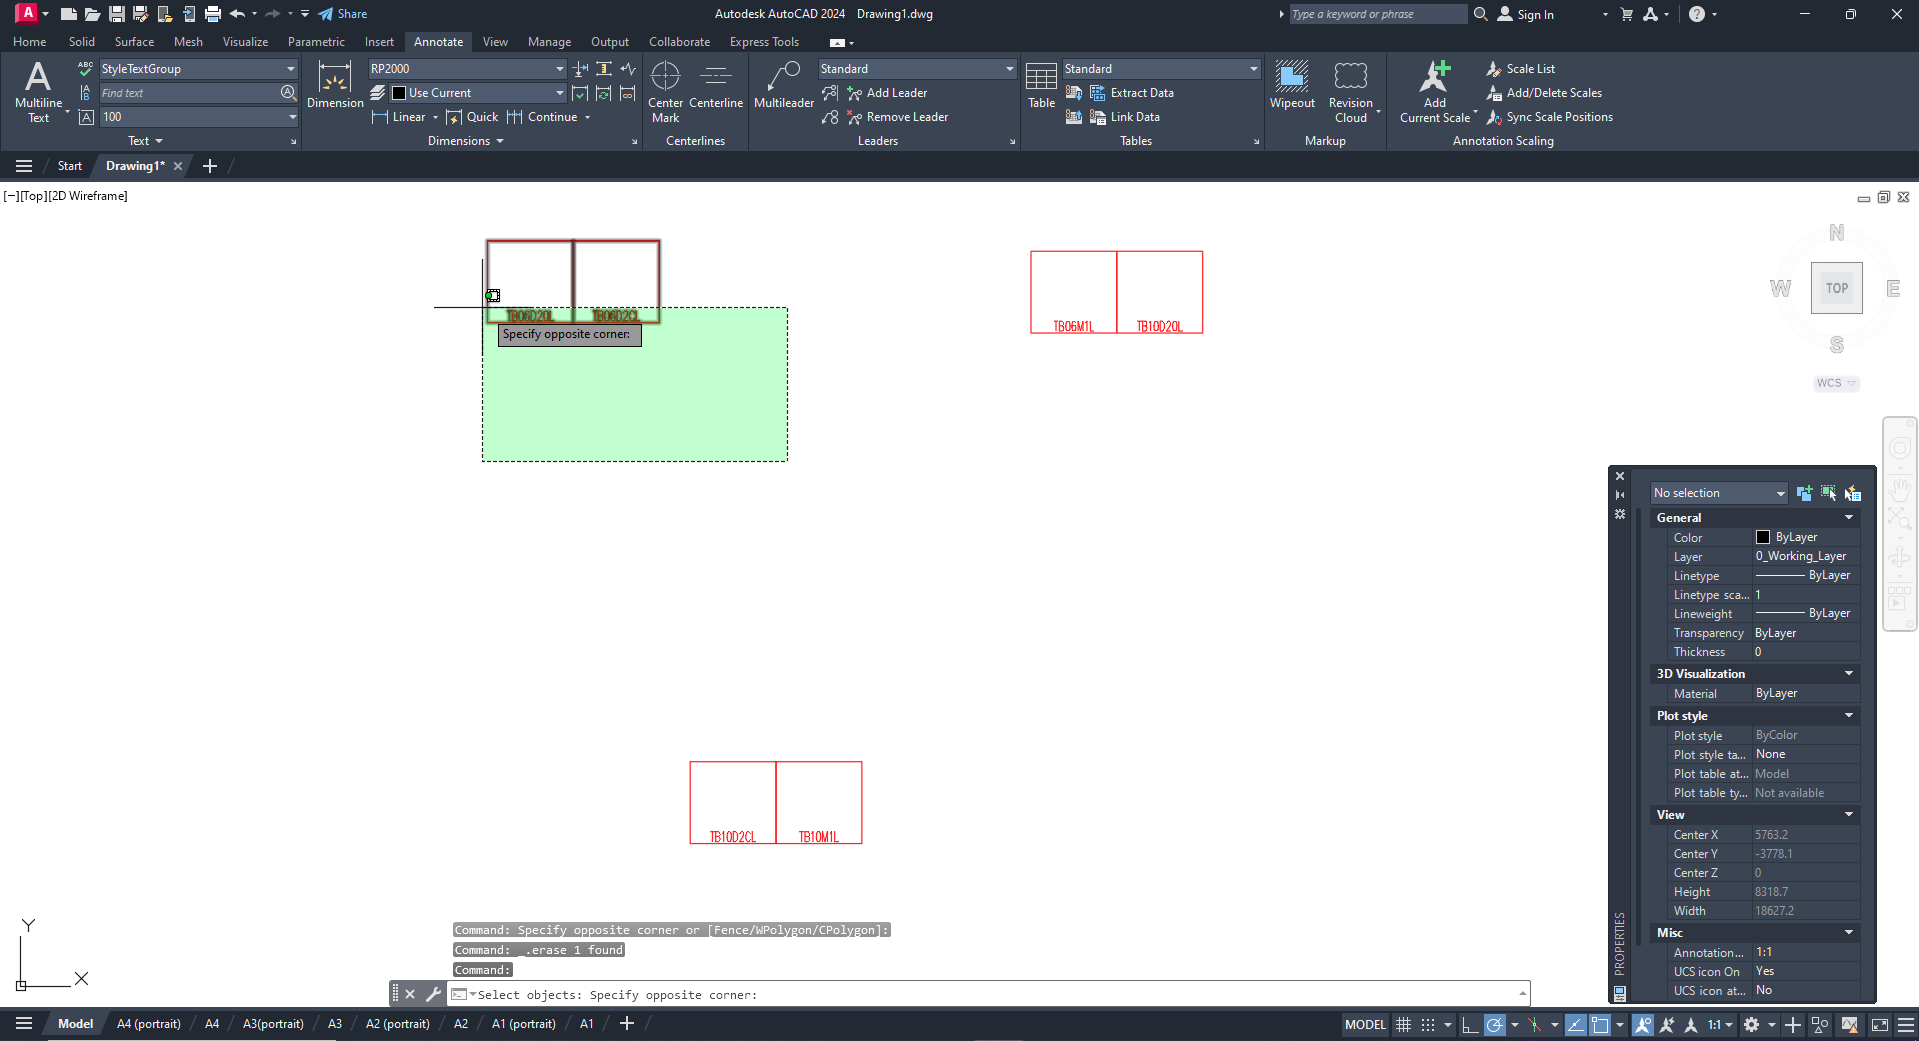 A
Share
Autodesk AutoCAD 2024 Drawing1.dwg
Type a keyword or phrase
Sign In
Home Solid Surface Mesh Visualize Parametric Insert Annotate View Manage Output Collaborate Express Tools
Multiline Text
ABC
StyleTextGroup
Find text
100
Text
Dimension
RP2000
Use Current
Linear Quick Continue
Dimensions
Center Mark
Centerline
Centerlines
Multileader
Standard
Add Leader
Remove Leader
Leaders
Table
Standard
Extract Data
Link Data
Tables
Wipeout
Revision Cloud
Markup
Add Current Scale
Scale List
Add/Delete Scales
Sync Scale Positions
Annotation Scaling
Start
Drawing1*
[−][Top][2D Wireframe]
TB06D20L TB06D2CL
Specify opposite corner:
TB06M1L TB10D20L
N
W TOP E
S
WCS
TB10D2CL TB10M1L
No selection
General
Color ByLayer
Layer 0_Working_Layer
Linetype ByLayer
Linetype sca... 1
Lineweight ByLayer
Transparency ByLayer
Thickness 0
3D Visualization
Material ByLayer
Plot style
Plot style ByColor
Plot style ta... None
Plot table at... Model
Plot table ty... Not available
View
Center X 5763.2
Center Y -3778.1
Center Z 0
Height 8318.7
Width 18627.2
Misc
Annotation... 1:1
UCS icon On Yes
UCS icon at... No
PROPERTIES
Y
X
Command: Specify opposite corner or [Fence/WPolygon/CPolygon]:
Command: _.erase 1 found
Command:
Select objects: Specify opposite corner:
Model A4 (portrait) A4 A3(portrait) A3 A2 (portrait) A2 A1 (portrait) A1
MODEL
1:1